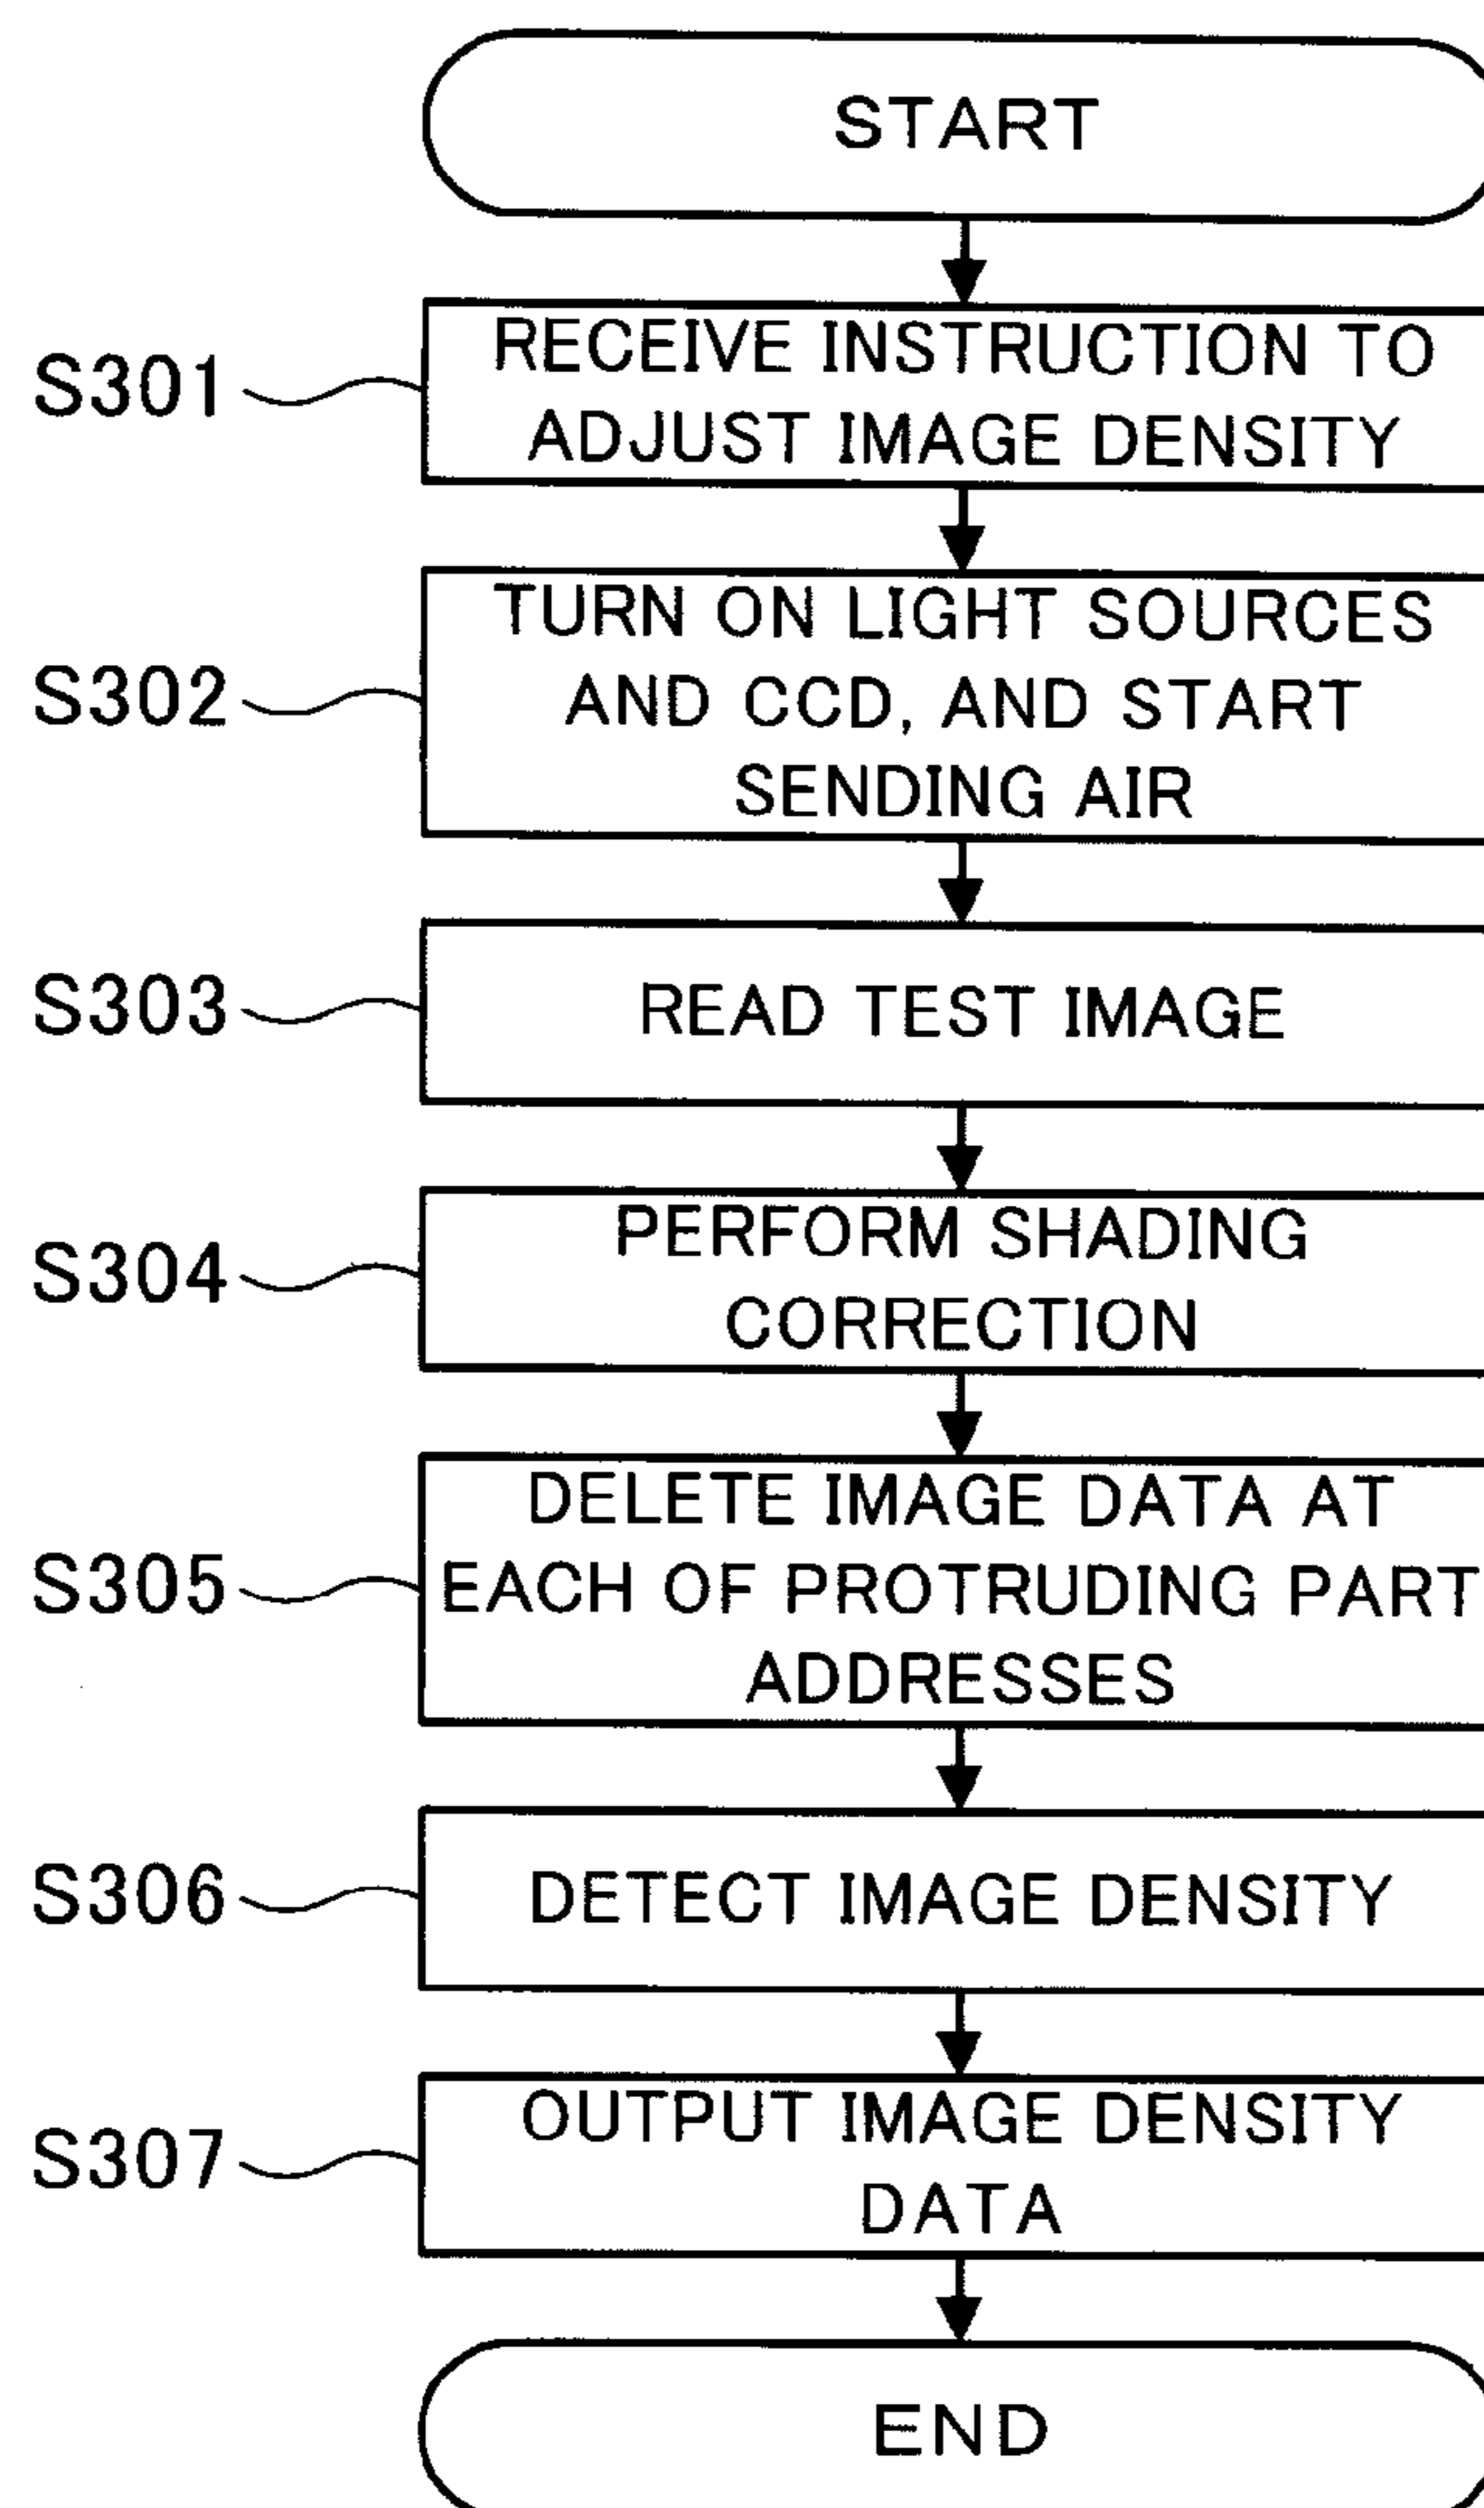 START
S301
RECEIVE INSTRUCTION TO
ADJUST IMAGE DENSITY
S302
TURN ON LIGHT SOURCES
AND CCD, AND START
SENDING AIR
S303
READ TEST IMAGE
S304
PERFORM SHADING
CORRECTION
S305
DELETE IMAGE DATA AT
EACH OF PROTRUDING PART
ADDRESSES
S306
DETECT IMAGE DENSITY
S307
OUTPUT IMAGE DENSITY
DATA
END